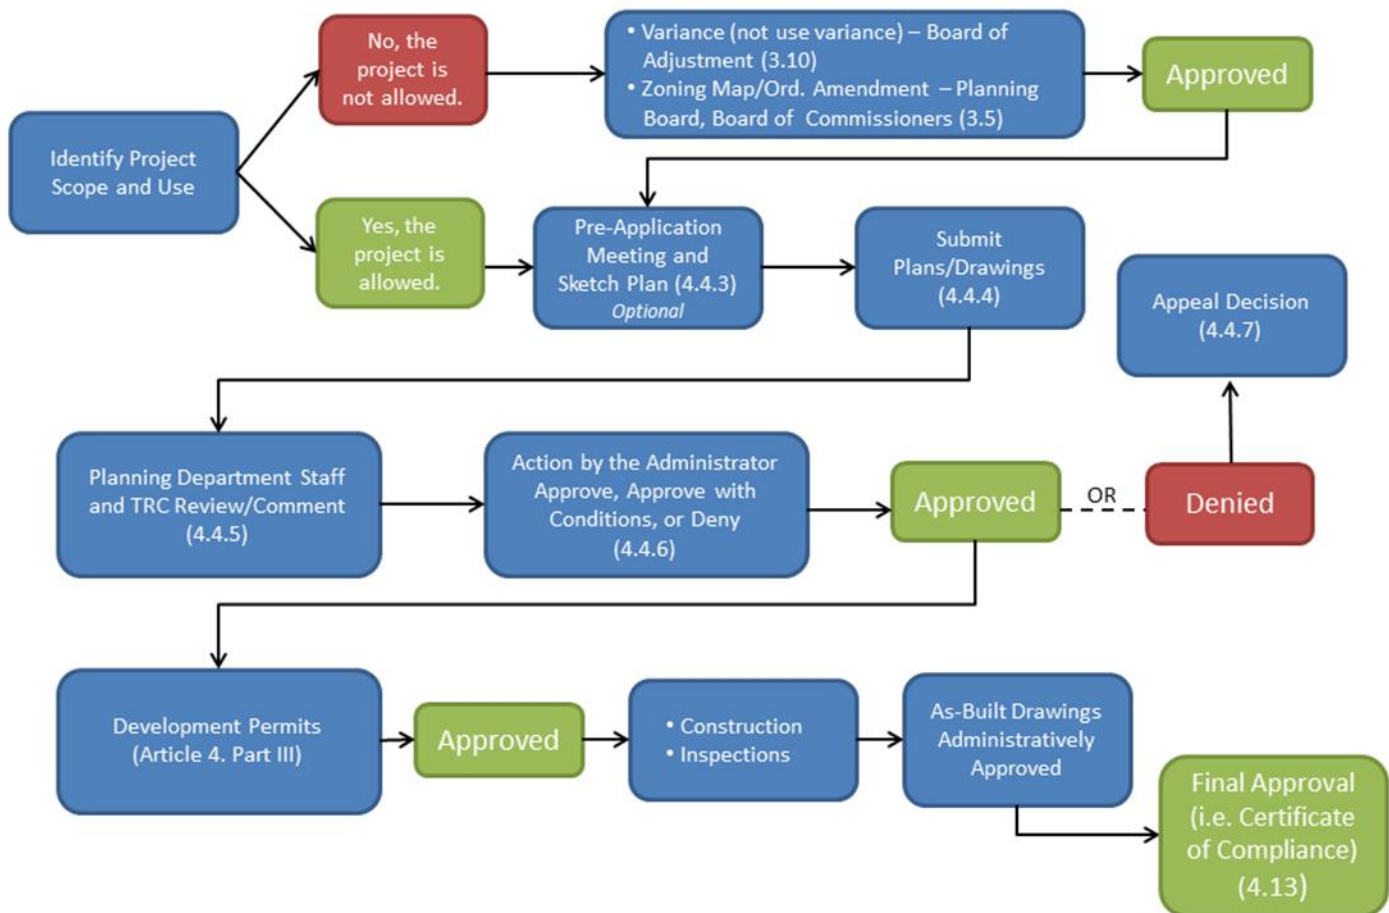 No, the
project is
not allowed.
• Variance (not use variance) – Board of
Adjustment (3.10)
• Zoning Map/Ord. Amendment – Planning
Board, Board of Commissioners (3.5)
Approved
Identify Project
Scope and Use
Yes, the
project is
allowed.
Pre-Application
Meeting and
Sketch Plan (4.4.3)
Optional
Submit
Plans/Drawings
(4.4.4)
Appeal Decision
(4.4.7)
Planning Department Staff
and TRC Review/Comment
(4.4.5)
Action by the Administrator
Approve, Approve with
Conditions, or Deny
(4.4.6)
Approved
OR
Denied
Development Permits
(Article 4. Part III)
Approved
• Construction
• Inspections
As-Built Drawings
Administratively
Approved
Final Approval
(i.e. Certificate
of Compliance)
(4.13)